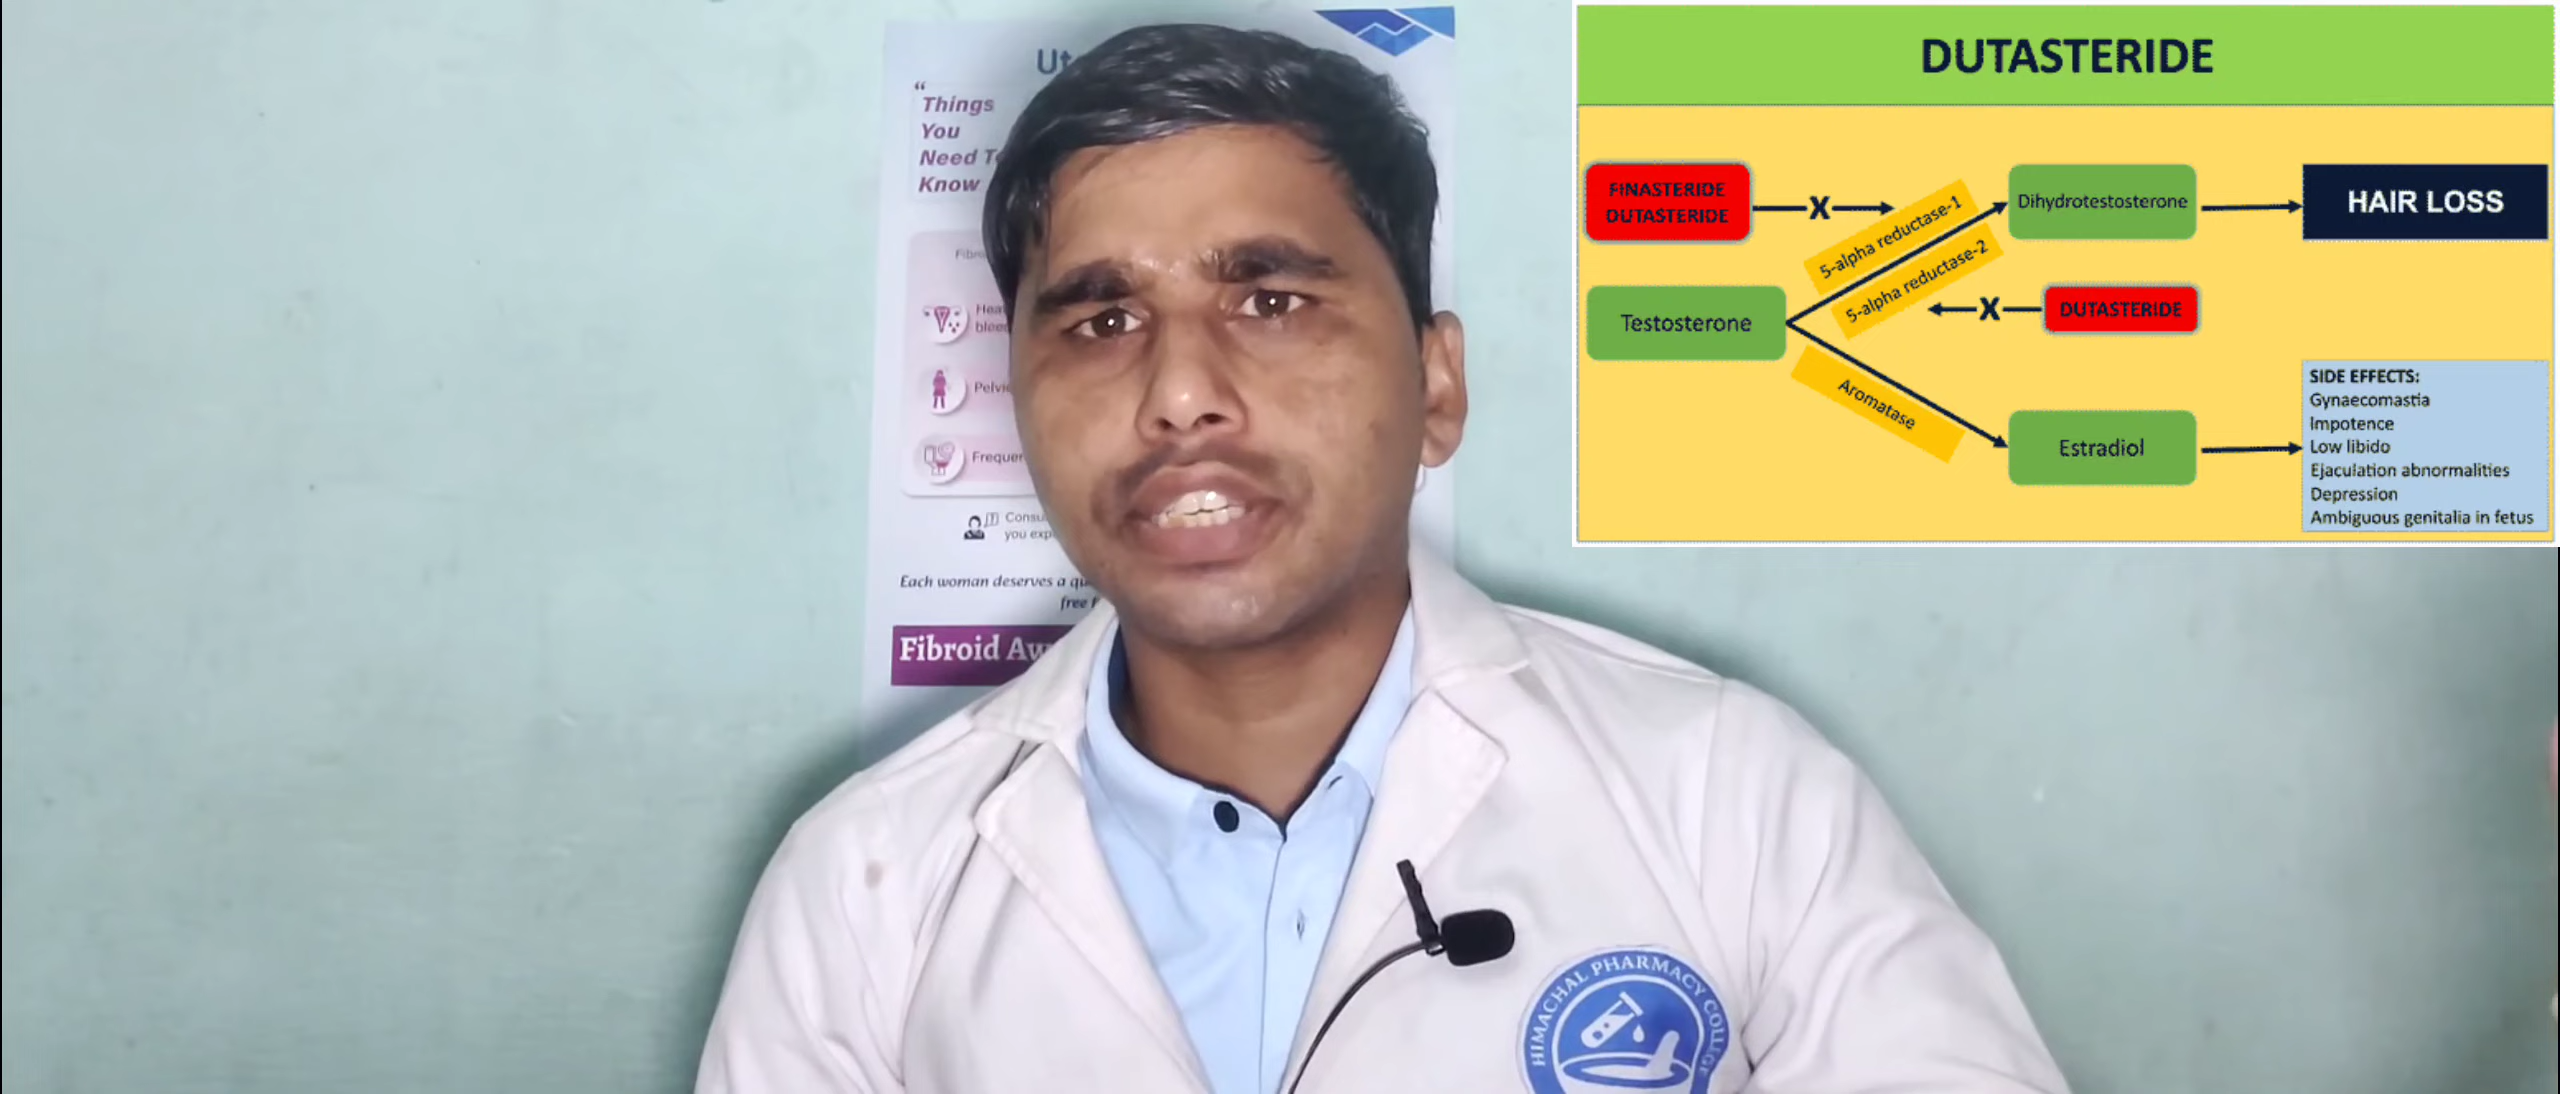 Things
You
Need
Know
Each woman deserves a
free
Fibroid
HIMACHAL PHARMACY COLLEGE
DUTASTERIDE
FINASTERIDE
DUTASTERIDE
X
5-alpha reductase-1
Dihydrotestosterone
HAIR LOSS
5-alpha reductase-2
Testosterone
X
DUTASTERIDE
Aromatase
Estradiol
SIDE EFFECTS:
Gynaecomastia
Impotence
Low libido
Ejaculation abnormalities
Depression
Ambiguous genitalia in fetus